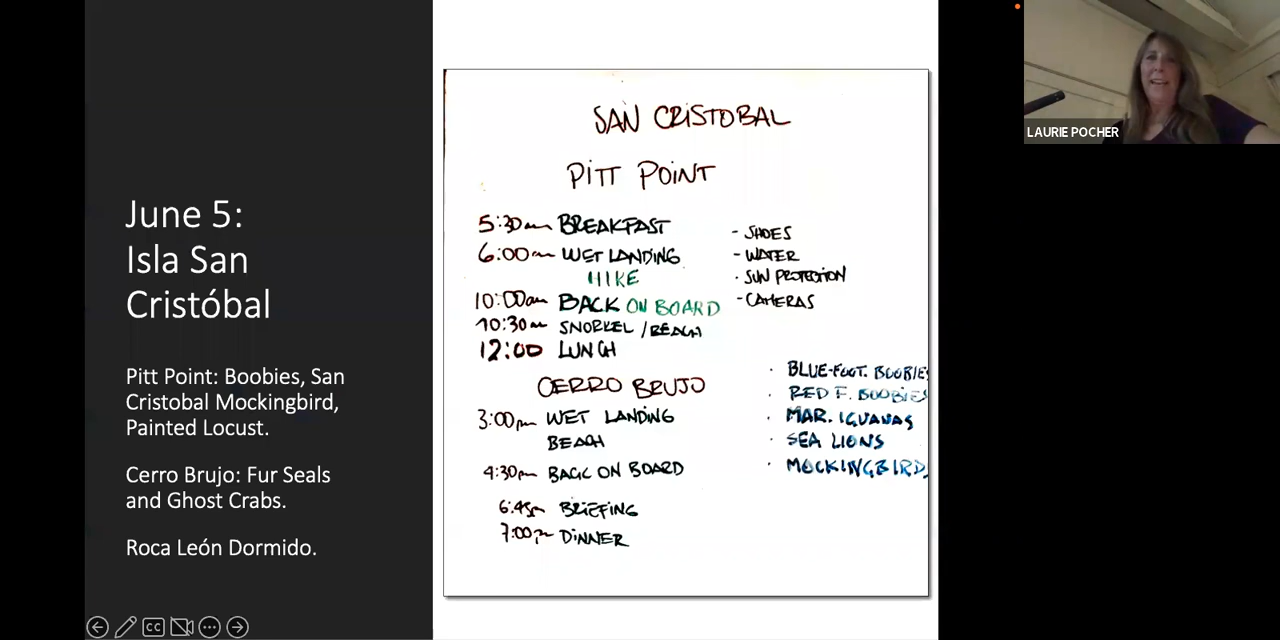 June 5:
Isla San
Cristóbal
Pitt Point: Boobies, San
Cristobal Mockingbird,
Painted Locust.
Cerro Brujo: Fur Seals
and Ghost Crabs.
Roca León Dormido.
SAN CRISTOBAL
PITT POINT
5:30am BREAKFAST
6:00am WET LANDING
HIKE
10:00am BACK ON BOARD
10:30am SNORKEL / BEACH
12:00 LUNCH
- SHOES
- WATER
- SUN PROTECTION
- CAMERAS
CERRO BRUJO
3:00pm WET LANDING
BEACH
4:30pm BACK ON BOARD
6:45pm BRIEFING
7:00pm DINNER
· BLUE-FOOT. BOOBIES
· RED F. BOOBIES
· MAR. IGUANAS
· SEA LIONS
· MOCKINGBIRD
LAURIE POCHER
CC